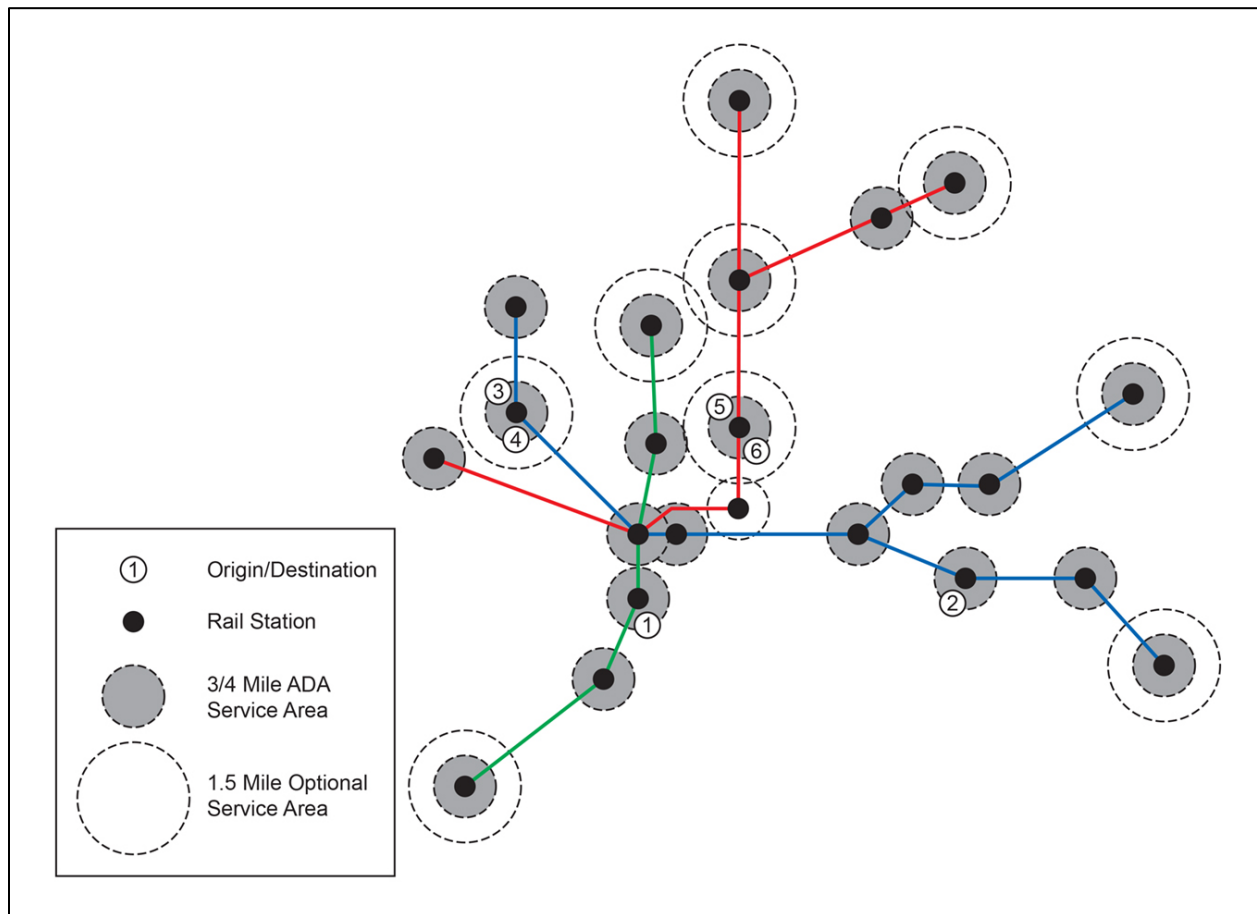 3
4
5
6
1
2
1 Origin/Destination
Rail Station
3/4 Mile ADA
Service Area
1.5 Mile Optional
Service Area